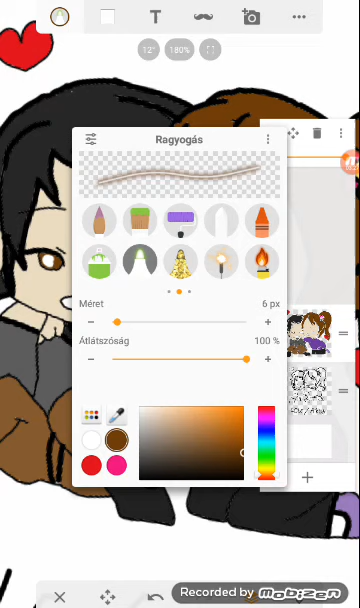 T
12°
180%
Ragyogás
Méret
6 px
Átlátszóság
100 %
Recorded by
MOBIZEN